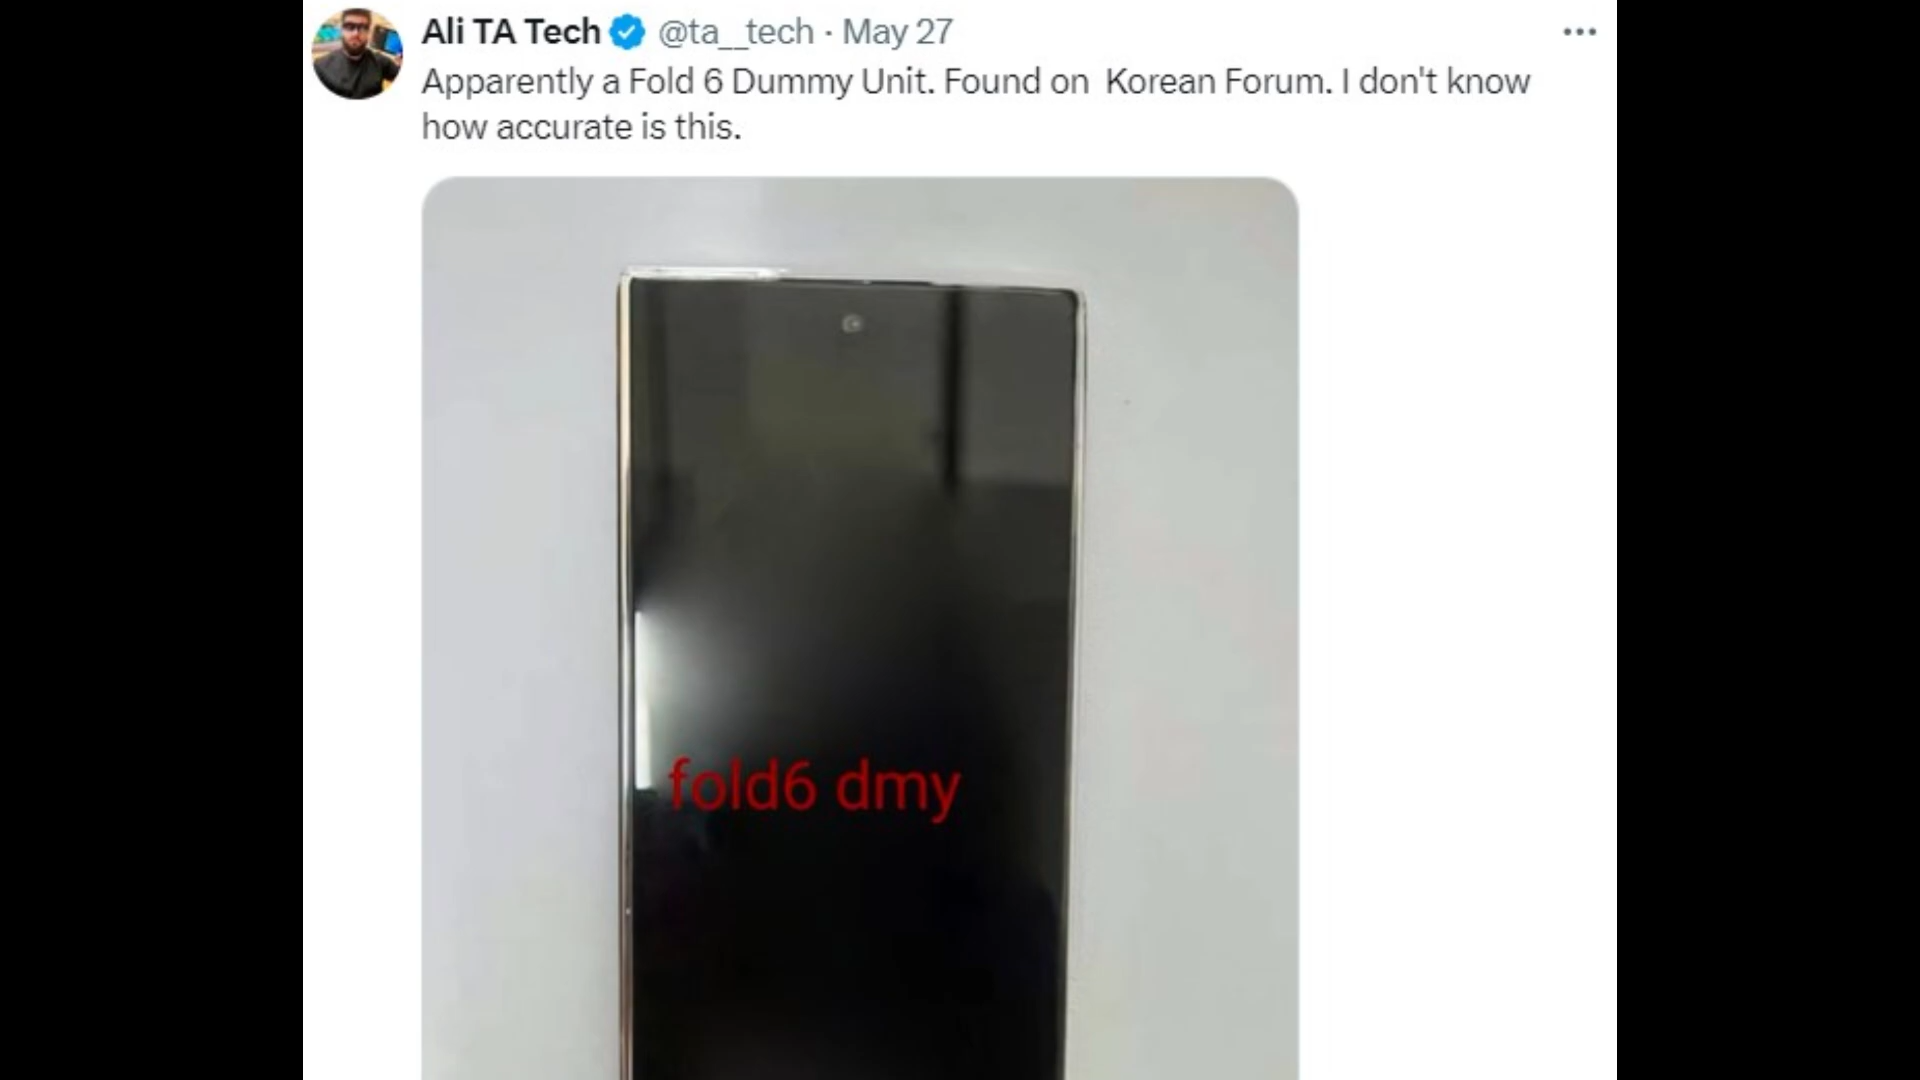 Ali TA Tech @ta__tech · May 27
Apparently a Fold 6 Dummy Unit. Found on  Korean Forum. I don't know
how accurate is this.
fold6 dmy